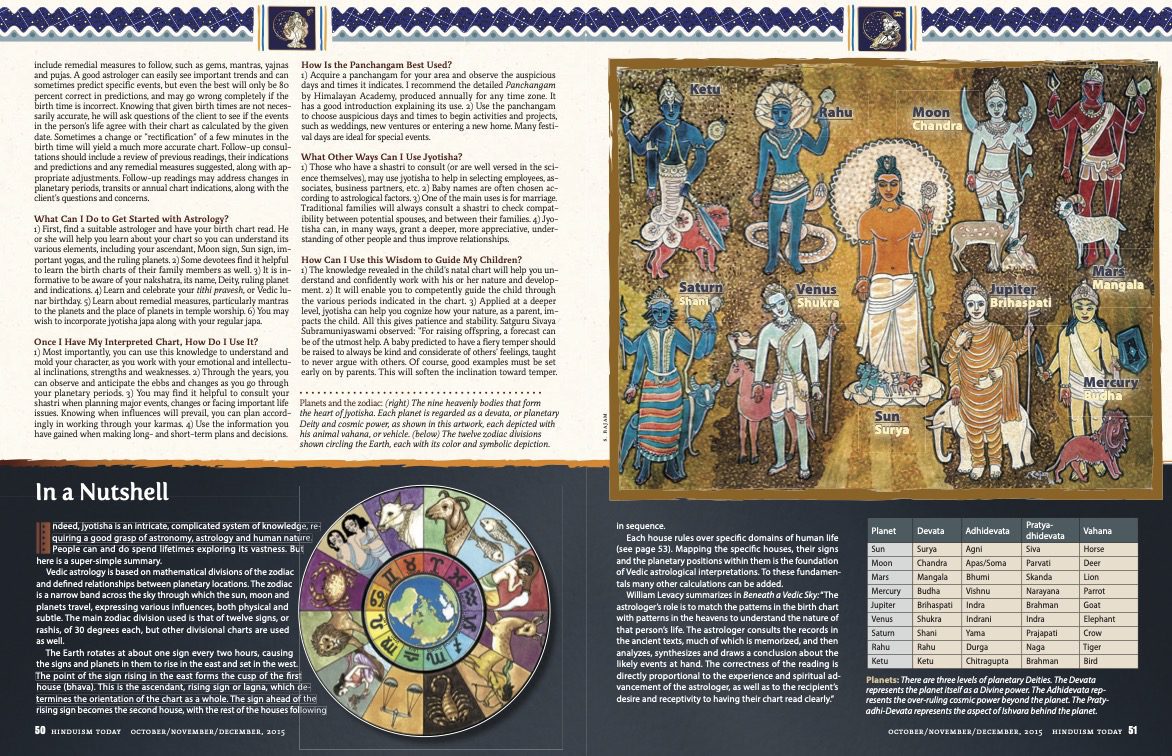 include remedial measures to follow, such as gems, mantras, yajnas
and pujas. A good astrologer can easily see important trends and can
sometimes predict specific events, but even the best will only be 80
percent correct in predictions, and may go wrong completely if the
birth time is incorrect. Knowing that given birth times are not neces-
sarily accurate, he will ask questions of the client to see if the events
in the person's life agree with their chart as calculated by the given
date. Sometimes a change or "rectification" of a few minutes in the
birth time will yield a much more accurate chart. Follow-up consul-
tations should include a review of previous readings, their indications
and predictions and any remedial measures suggested, along with ap-
propriate adjustments. Follow-up readings may address changes in
planetary periods, transits or annual chart indications, along with the
client's questions and concerns.
What Can I Do to Get Started with Astrology?
1) First, find a suitable astrologer and have your birth chart read. He
or she will help you learn about your chart so you can understand its
various elements, including your ascendant, Moon sign, Sun sign, im-
portant yogas, and the ruling planets. 2) Some devotees find it helpful
to learn the birth charts of their family members as well. 3) It is in-
formative to be aware of your nakshatra, its name, Deity, ruling planet
and indications. 4) Learn and celebrate your tithi pravesh, or Vedic lu-
nar birthday. 5) Learn about remedial measures, particularly mantras
to the planets and the place of planets in temple worship. 6) You may
wish to incorporate jyotisha japa along with your regular japa.
Once I Have My Interpreted Chart, How Do I Use It?
1) Most importantly, you can use this knowledge to understand and
mold your character, as you work with your emotional and intellectu-
al inclinations, strengths and weaknesses. 2) Through the years, you
can observe and anticipate the ebbs and changes as you go through
your planetary periods. 3) You may find it helpful to consult your
shastri when planning major events, changes or facing important life
issues. Knowing when influences will prevail, you can plan accord-
ingly in working through your karmas. 4) Use the information you
have gained when making long- and short-term plans and decisions.
How Is the Panchangam Best Used?
1) Acquire a panchangam for your area and observe the auspicious
days and times it indicates. I recommend the detailed Panchangam
by Himalayan Academy, produced annually for any time zone. It
has a good introduction explaining its use. 2) Use the panchangam
to choose auspicious days and times to begin activities and projects,
such as weddings, new ventures or entering a new home. Many festi-
val days are ideal for special events.
What Other Ways Can I Use Jyotisha?
1) Those who have a shastri to consult (or are well versed in the sci-
ence themselves), may use jyotisha to help in selecting employees, as-
sociates, business partners, etc. 2) Baby names are often chosen ac-
cording to astrological factors. 3) One of the main uses is for marriage.
Traditional families will always consult a shastri to check compat-
ibility between potential spouses, and between their families. 4) Jyo-
tisha can, in many ways, grant a deeper, more appreciative, under-
standing of other people and thus improve relationships.
How Can I Use this Wisdom to Guide My Children?
1) The knowledge revealed in the child's natal chart will help you un-
derstand and confidently work with his or her nature and develop-
ment. 2) It will enable you to competently guide the child through
the various periods indicated in the chart. 3) Applied at a deeper
level, jyotisha can help you cognize how your nature, as a parent, im-
pacts the child. All this gives patience and stability. Satguru Sivaya
Subramuniyaswami observed: "For raising offspring, a forecast can
be of the utmost help. A baby predicted to have a fiery temper should
be raised to always be kind and considerate of others' feelings, taught
to never argue with others. Of course, good examples must be set
early on by parents. This will soften the inclination toward temper.
Planets and the zodiac: (right) The nine heavenly bodies that form
the heart of jyotisha. Each planet is regarded as a devata, or planetary
Deity and cosmic power, as shown in this artwork, each depicted with
his animal vahana, or vehicle. (below) The twelve zodiac divisions
shown circling the Earth, each with its color and symbolic depiction.
S. RAJAM
Ketu
Rahu
Moon
Chandra
Mars
Mangala
Saturn
Shani
Venus
Shukra
Jupiter
Brihaspati
Mercury
Budha
Sun
Surya
In a Nutshell
Indeed, jyotisha is an intricate, complicated system of knowledge, re-
quiring a good grasp of astronomy, astrology and human nature.
People can and do spend lifetimes exploring its vastness. But
here is a super-simple summary.
Vedic astrology is based on mathematical divisions of the zodiac
and defined relationships between planetary locations. The zodiac
is a narrow band across the sky through which the sun, moon and
planets travel, expressing various influences, both physical and
subtle. The main zodiac division used is that of twelve signs, or
rashis, of 30 degrees each, but other divisional charts are used
as well.
The Earth rotates at about one sign every two hours, causing
the signs and planets in them to rise in the east and set in the west.
The point of the sign rising in the east forms the cusp of the first
house (bhava). This is the ascendant, rising sign or lagna, which de-
termines the orientation of the chart as a whole. The sign ahead of the
rising sign becomes the second house, with the rest of the houses following
in sequence.
Each house rules over specific domains of human life
(see page 53). Mapping the specific houses, their signs
and the planetary positions within them is the foundation
of Vedic astrological interpretations. To these fundamen-
tals many other calculations can be added.
William Levacy summarizes in Beneath a Vedic Sky: "The
astrologer's role is to match the patterns in the birth chart
with patterns in the heavens to understand the nature of
that person's life. The astrologer consults the records in
the ancient texts, much of which is memorized, and then
analyzes, synthesizes and draws a conclusion about the
likely events at hand. The correctness of the reading is
directly proportional to the experience and spiritual ad-
vancement of the astrologer, as well as to the recipient's
desire and receptivity to having their chart read clearly."
Planet Devata Adhidevata Pratya-dhidevata Vahana
Sun Surya Agni Siva Horse
Moon Chandra Apas/Soma Parvati Deer
Mars Mangala Bhumi Skanda Lion
Mercury Budha Vishnu Narayana Parrot
Jupiter Brihaspati Indra Brahman Goat
Venus Shukra Indrani Indra Elephant
Saturn Shani Yama Prajapati Crow
Rahu Rahu Durga Naga Tiger
Ketu Ketu Chitragupta Brahman Bird
Planets: There are three levels of planetary Deities. The Devata
represents the planet itself as a Divine power. The Adhidevata rep-
resents the over-ruling cosmic power beyond the planet. The Praty-
adhi-Devata represents the aspect of Ishvara behind the planet.
50 HINDUISM TODAY OCTOBER/NOVEMBER/DECEMBER, 2015
OCTOBER/NOVEMBER/DECEMBER, 2015 HINDUISM TODAY 51